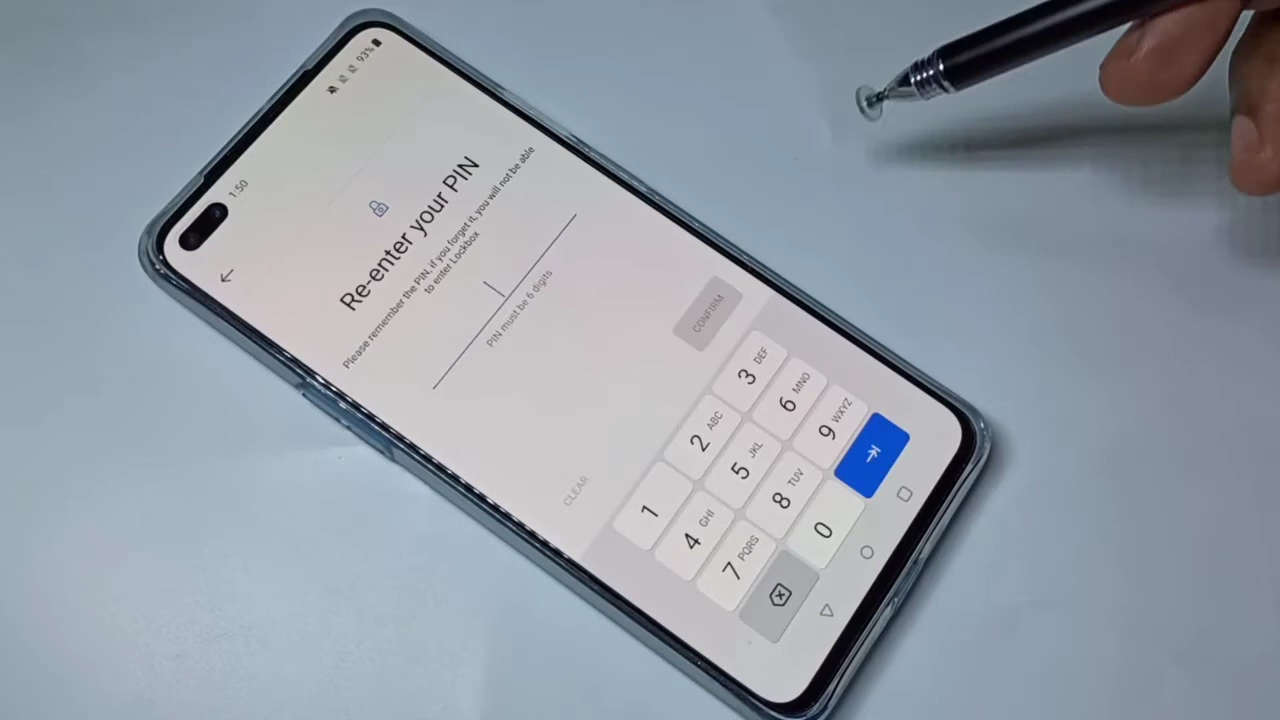 1:50
93%
Re-enter your PIN
Please remember the PIN, if you forget it, you will not be able
to enter Lockbox
PIN must be 6 digits
CLEAR
CONFIRM
1
2 ABC
3 DEF
4 GHI
5 JKL
6 MNO
7 PQRS
8 TUV
9 WXYZ
0